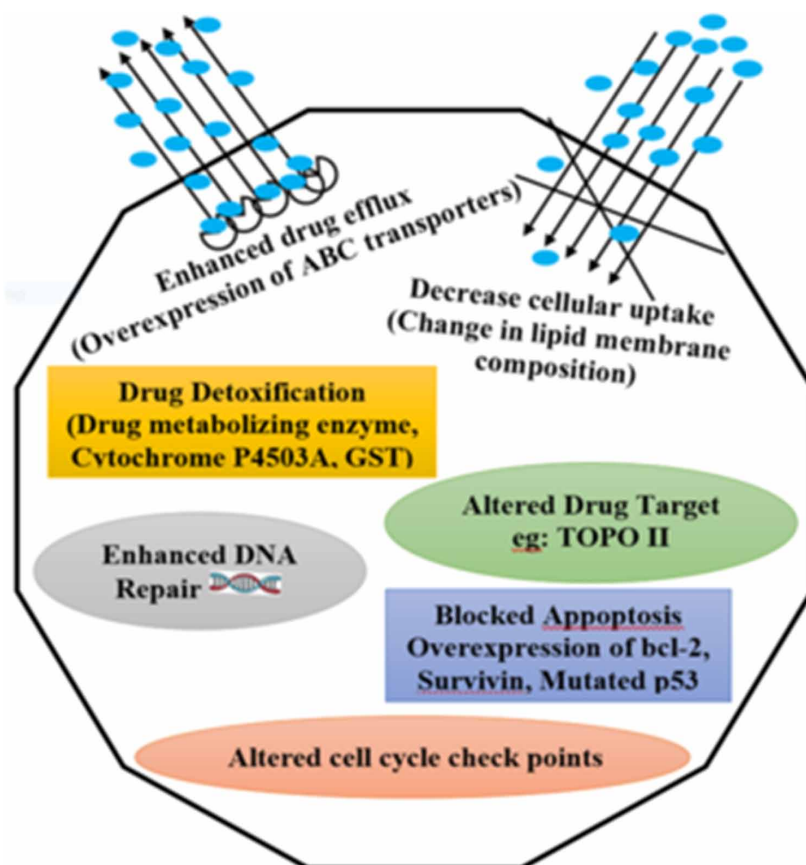 Enhanced drug efflux
(Overexpression of ABC transporters)
Decrease cellular uptake
(Change in lipid membrane
composition)
Drug Detoxification
(Drug metabolizing enzyme,
Cytochrome P4503A, GST)
Altered Drug Target
eg: TOPO II
Enhanced DNA
Repair
Blocked Appoptosis
Overexpression of bcl-2,
Survivin, Mutated p53
Altered cell cycle check points